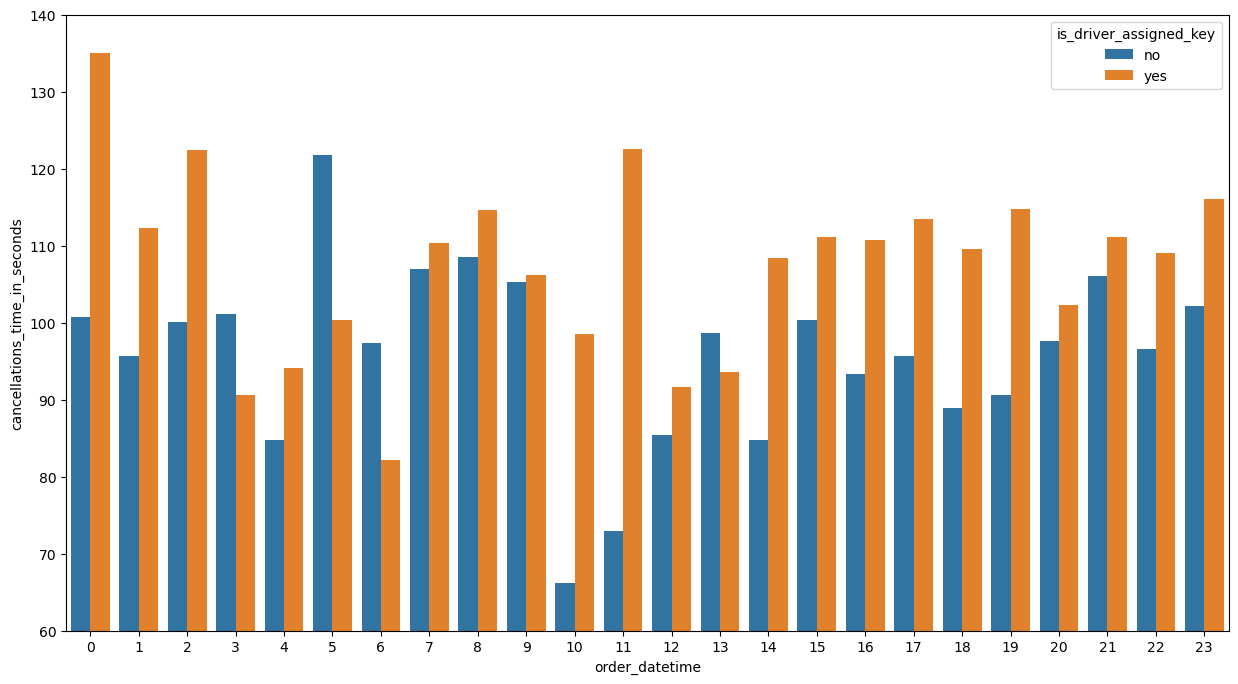 140
130
120
110
100
90
80
70
60
cancellations_time_in_seconds
is_driver_assigned_key
no
yes
0 1 2 3 4 5 6 7 8 9 10 11 12 13 14 15 16 17 18 19 20 21 22 23
order_datetime